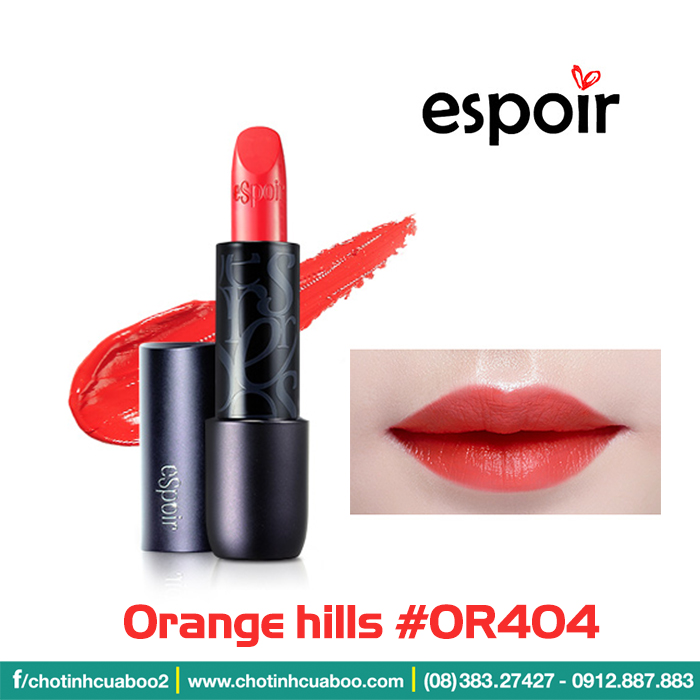 espoir
espoir
espoir
Orange hills #OR404
f/chotinhcuaboo2 | www.chotinhcuaboo.com | (08)383.27427 - 0912.887.883